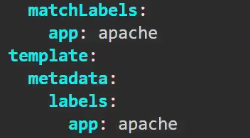 matchLabels:
app: apache
template:
metadata:
labels:
app: apache